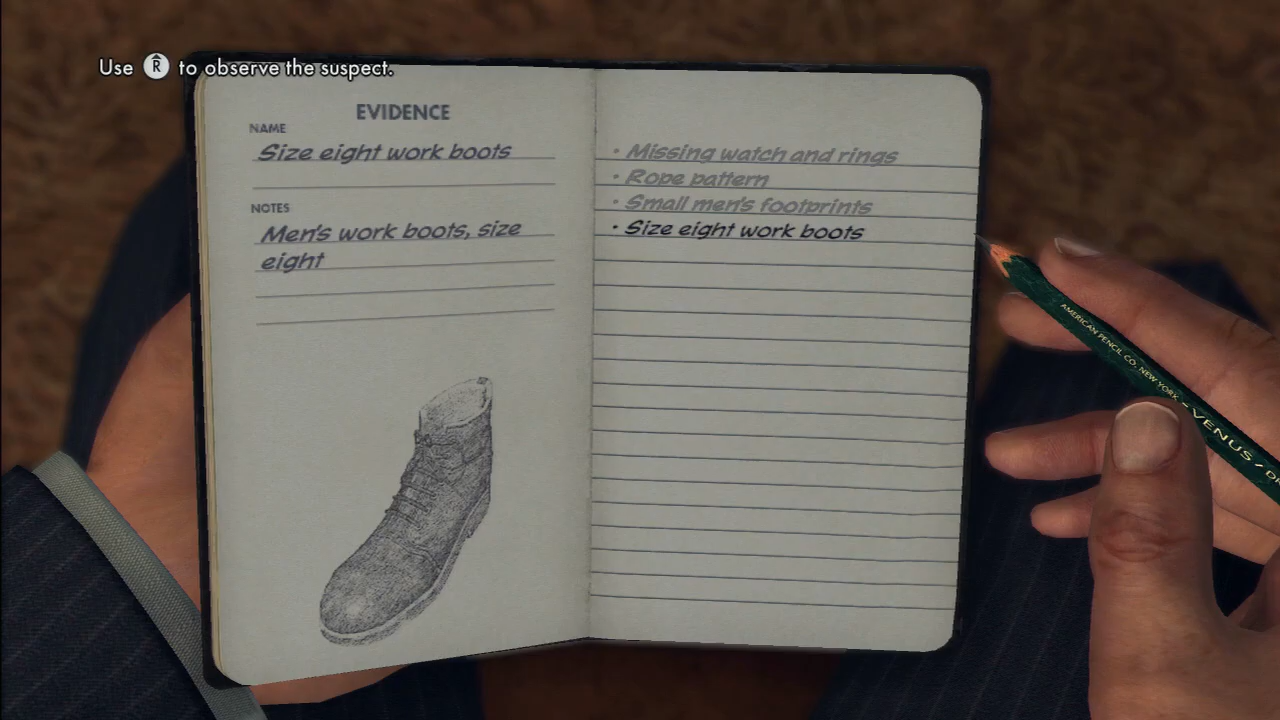 Use R to observe the suspect.
EVIDENCE
NAME
Size eight work boots
NOTES
Men's work boots, size
eight
• Missing watch and rings
• Rope pattern
• Small men's footprints
• Size eight work boots
AMERICAN PENCIL CO. NEW YORK
VENUS